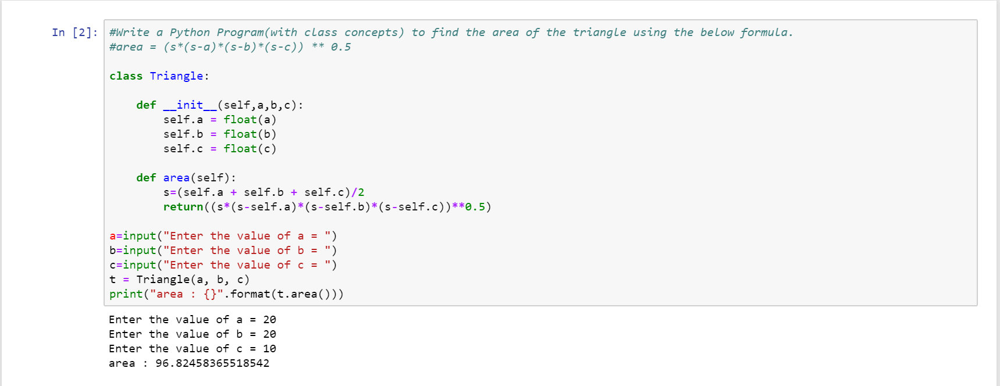 In [2]: #Write a Python Program(with class concepts) to find the area of the triangle using the below formula.
#area = (s*(s-a)*(s-b)*(s-c)) ** 0.5

class Triangle:

    def __init__(self,a,b,c):
        self.a = float(a)
        self.b = float(b)
        self.c = float(c)

    def area(self):
        s=(self.a + self.b + self.c)/2
        return((s*(s-self.a)*(s-self.b)*(s-self.c))**0.5)

a=input("Enter the value of a = ")
b=input("Enter the value of b = ")
c=input("Enter the value of c = ")
t = Triangle(a, b, c)
print("area : {}".format(t.area()))
Enter the value of a = 20
Enter the value of b = 20
Enter the value of c = 10
area : 96.82458365518542